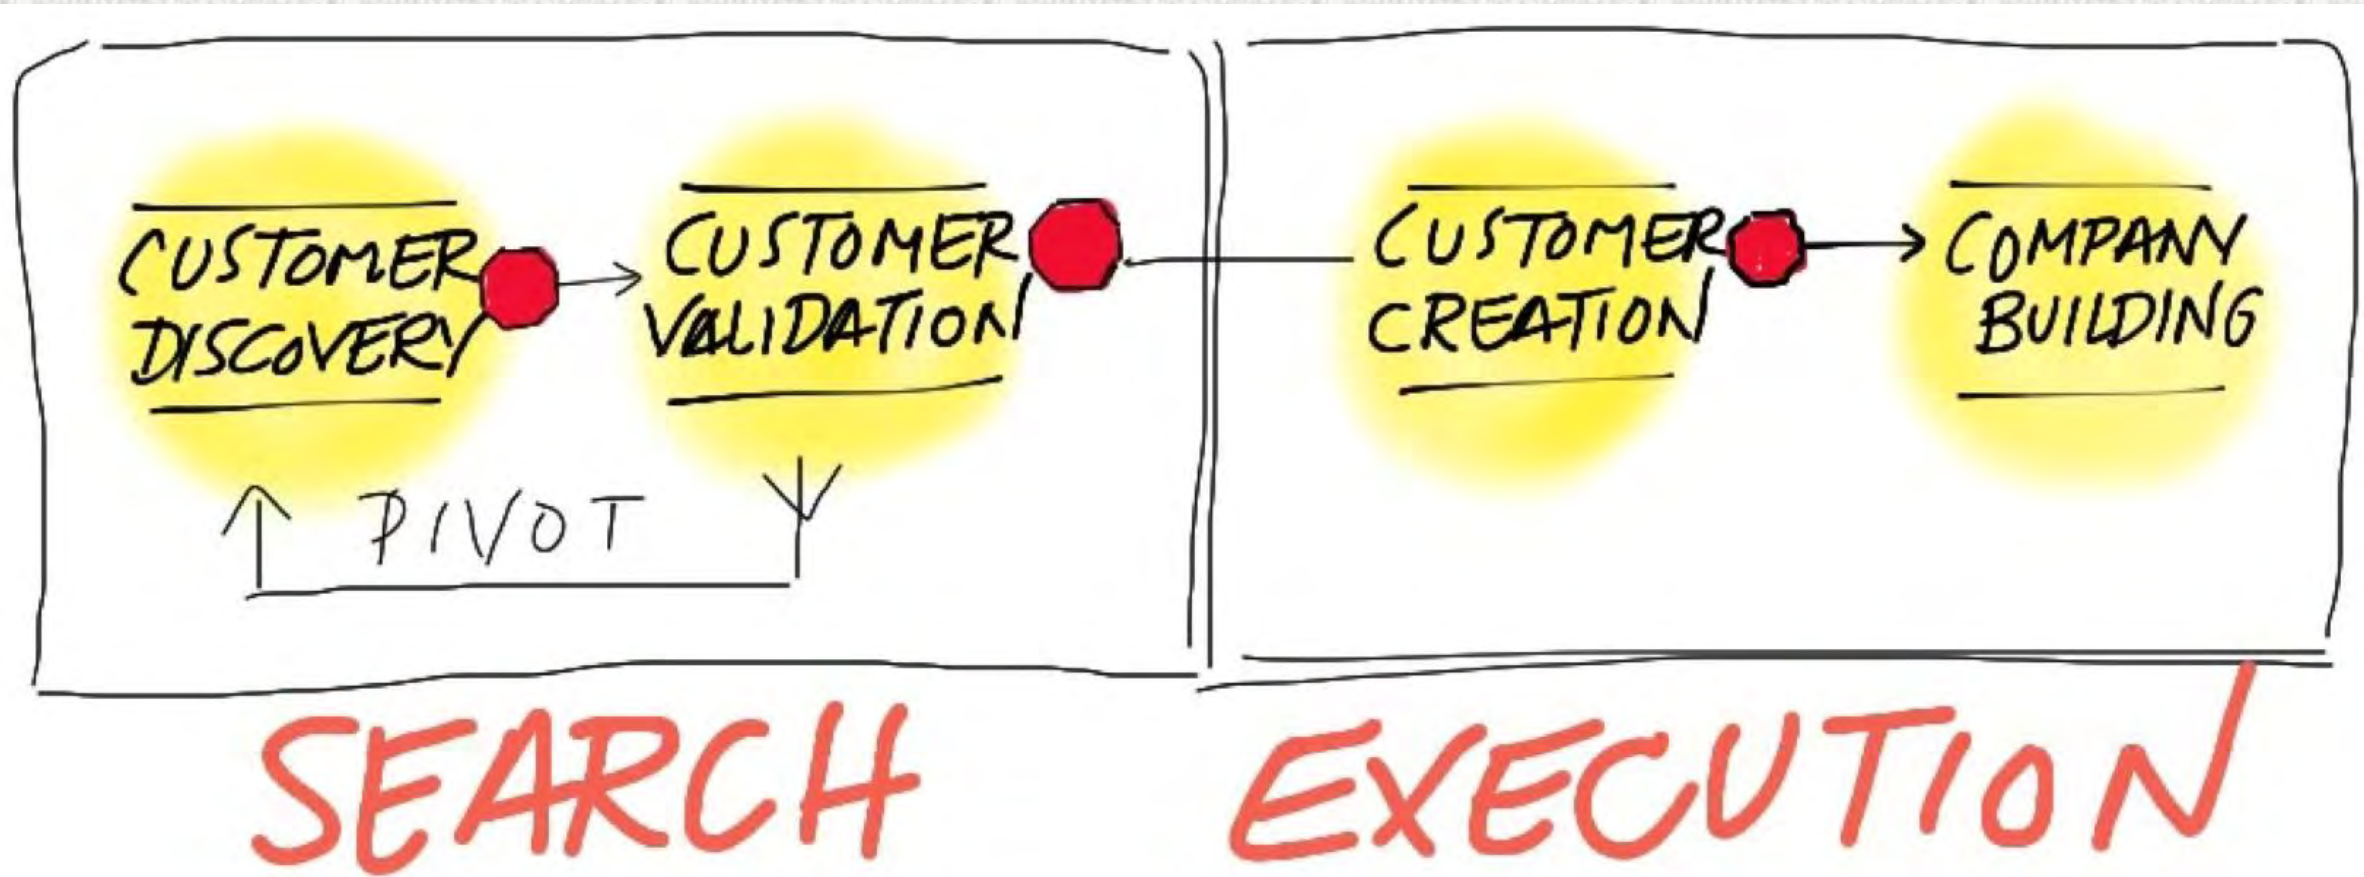 CUSTOMER
DISCOVERY
CUSTOMER
VALIDATION
PIVOT
CUSTOMER
CREATION
COMPANY
BUILDING
SEARCH
EXECUTION